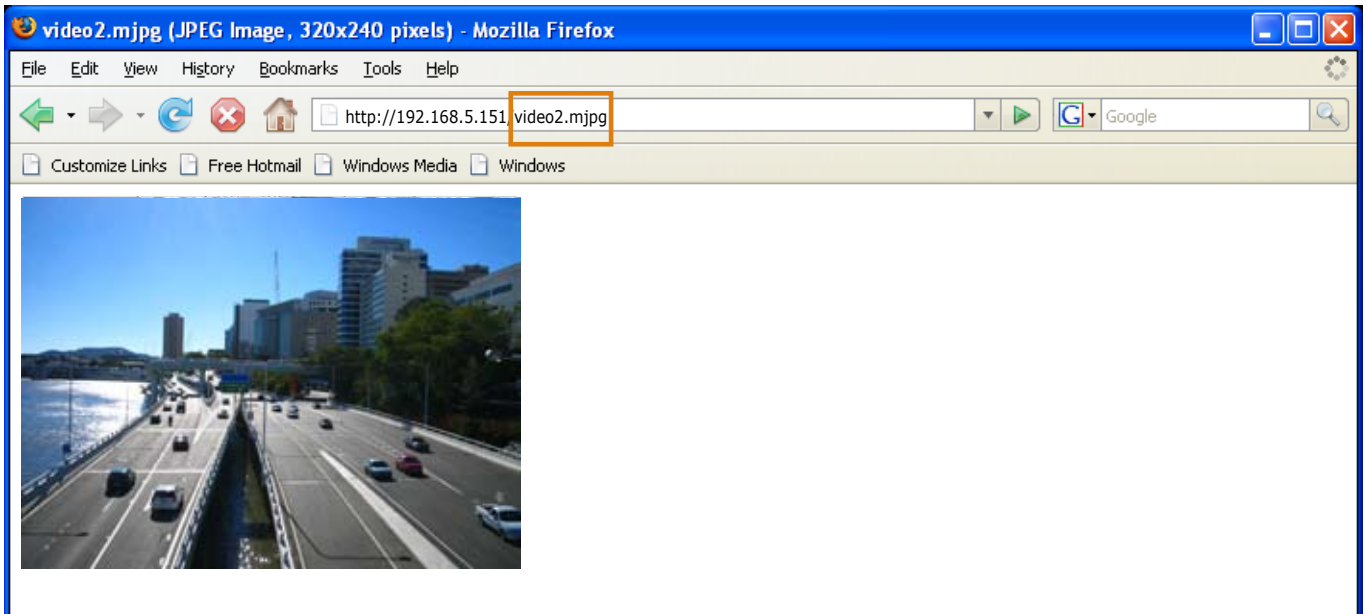 video2.mjpg (JPEG Image, 320x240 pixels) - Mozilla Firefox
File Edit View History Bookmarks Tools Help
http://192.168.5.151/video2.mjpg G Google
Customize Links Free Hotmail Windows Media Windows